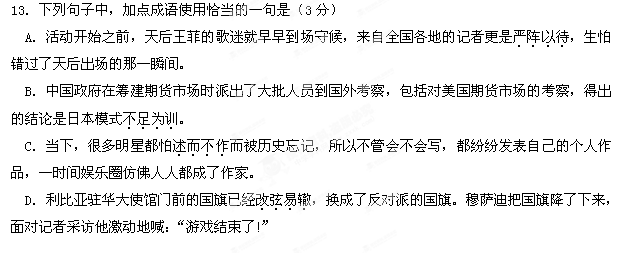 13. 下列句子中，加点成语使用恰当的一句是（3 分）
A. 活动开始之前，天后王菲的歌迷就早早到场守候，来自全国各地的记者更是严阵以待，生怕
错过了天后出场的那一瞬间。
B. 中国政府在筹建期货市场时派出了大批人员到国外考察，包括对美国期货市场的考察，得出
的结论是日本模式不足为训。
C. 当下，很多明星都怕述而不作而被历史忘记，所以不管会不会写，都纷纷发表自己的个人作
品，一时间娱乐圈仿佛人人都成了作家。
D. 利比亚驻华大使馆门前的国旗已经改弦易辙，换成了反对派的国旗。穆萨迪把国旗降了下来，
面对记者采访他激动地喊：“游戏结束了!”